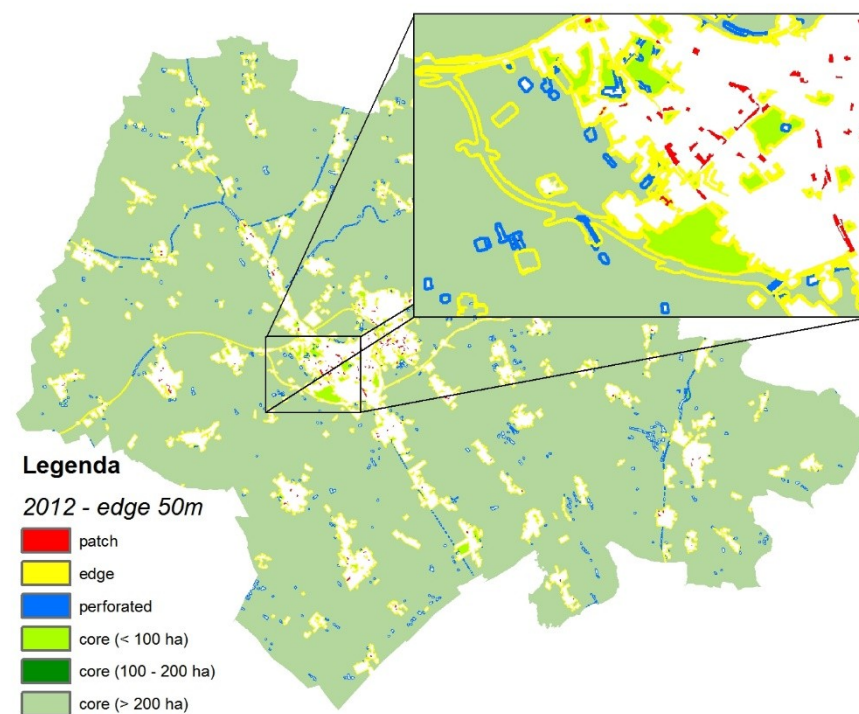 Legenda
2012 - edge 50m
patch
edge
perforated
core (< 100 ha)
core (100 - 200 ha)
core (> 200 ha)